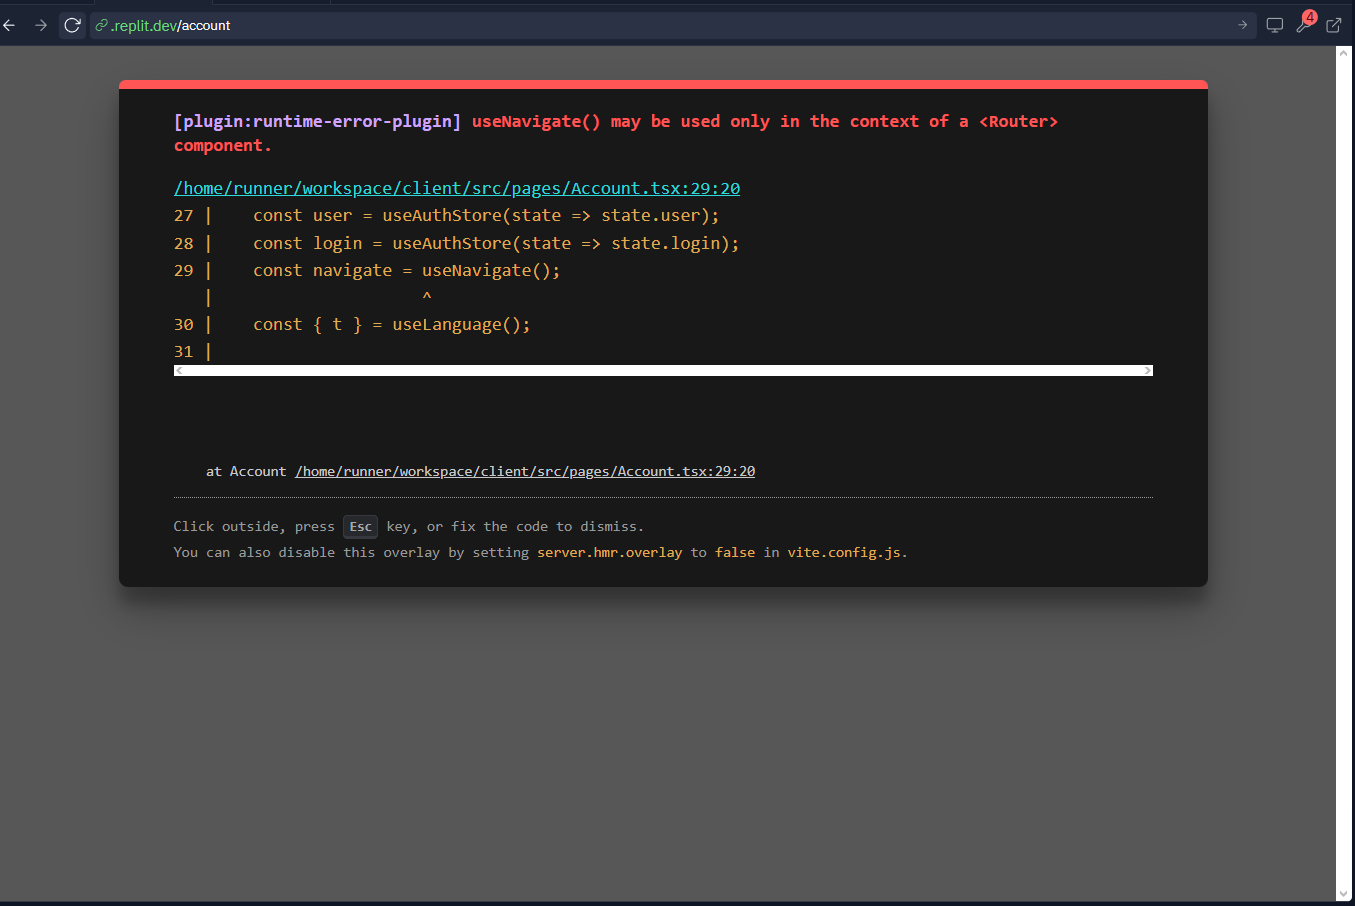 .replit.dev/account
4
[plugin:runtime-error-plugin] useNavigate() may be used only in the context of a <Router>
component.
/home/runner/workspace/client/src/pages/Account.tsx:29:20
27 |    const user = useAuthStore(state => state.user);
28 |    const login = useAuthStore(state => state.login);
29 |    const navigate = useNavigate();
   |                     ^
30 |    const { t } = useLanguage();
31 |
at Account /home/runner/workspace/client/src/pages/Account.tsx:29:20
Click outside, press Esc key, or fix the code to dismiss.
You can also disable this overlay by setting server.hmr.overlay to false in vite.config.js.